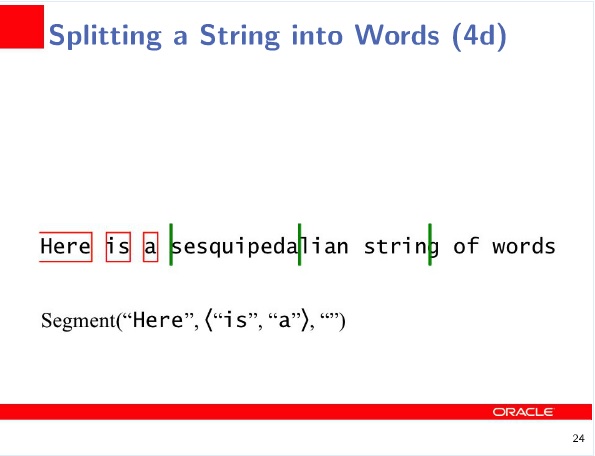 Splitting a String into Words (4d)
Here is a sesquipedalian string of words
Segment(“Here”, ⟨“is”, “a”⟩, “”)
ORACLE
24